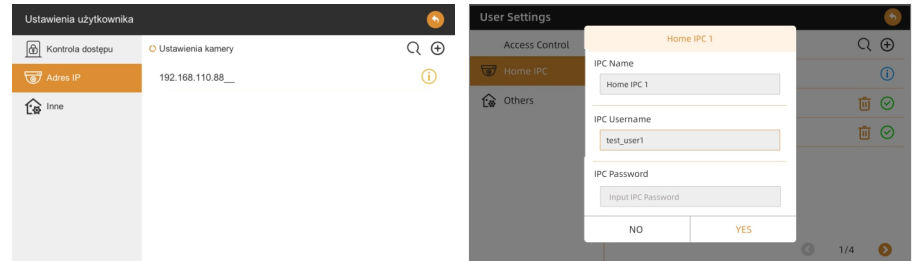 Ustawienia użytkownika
Kontrola dostępu
Ustawienia kamery
Adres IP
192.168.110.88__
Inne
User Settings
Access Control
Home IPC
Others
Home IPC 1
IPC Name
Home IPC 1
IPC Username
test_user1
IPC Password
Input IPC Password
NO
YES
1/4